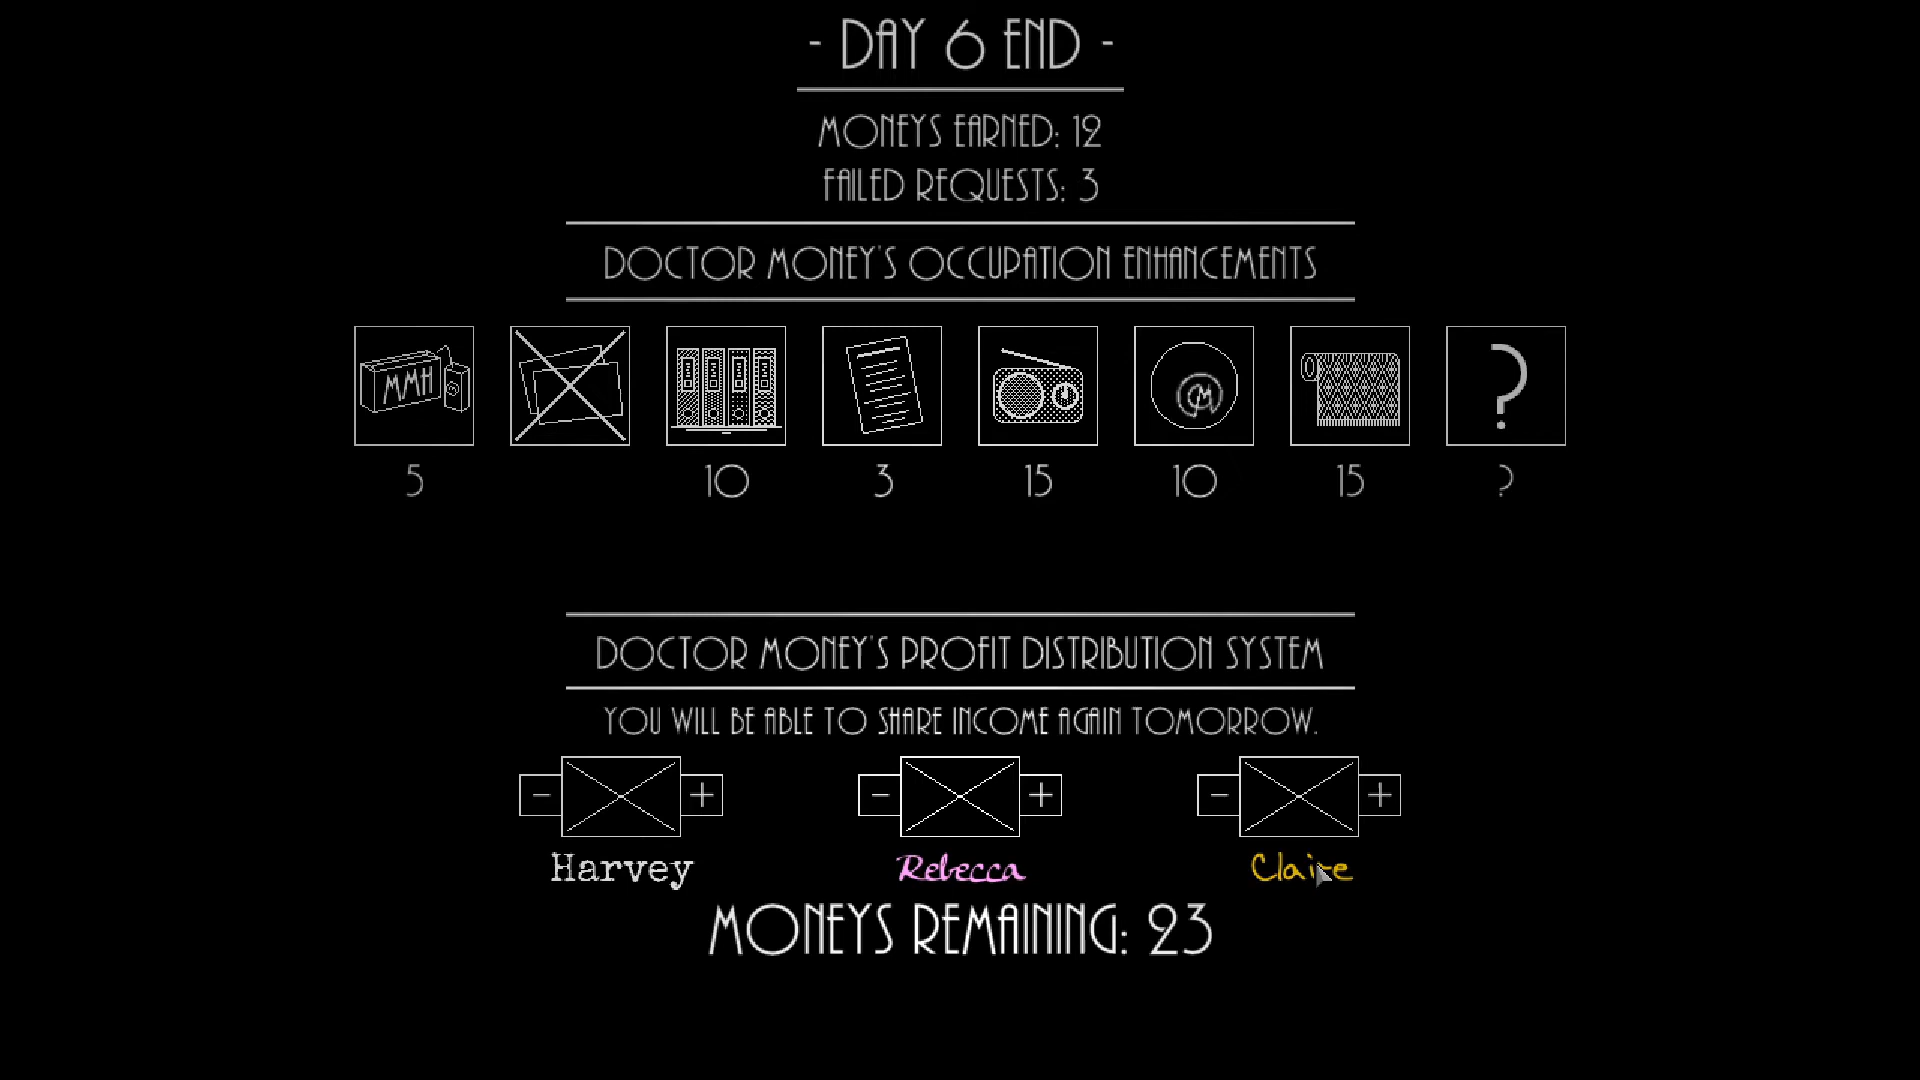 - DAY 6 END -
MONEYS EARNED: 12
FAILED REQUESTS: 3
DOCTOR MONEY'S OCCUPATION ENHANCEMENTS
MMH M ?
5 10 3 15 10 15 ?
DOCTOR MONEY'S PROFIT DISTRIBUTION SYSTEM
YOU WILL BE ABLE TO SHARE INCOME AGAIN TOMORROW.
- + - + - +
Harvey Rebecca Claire
MONEYS REMAINING: 23